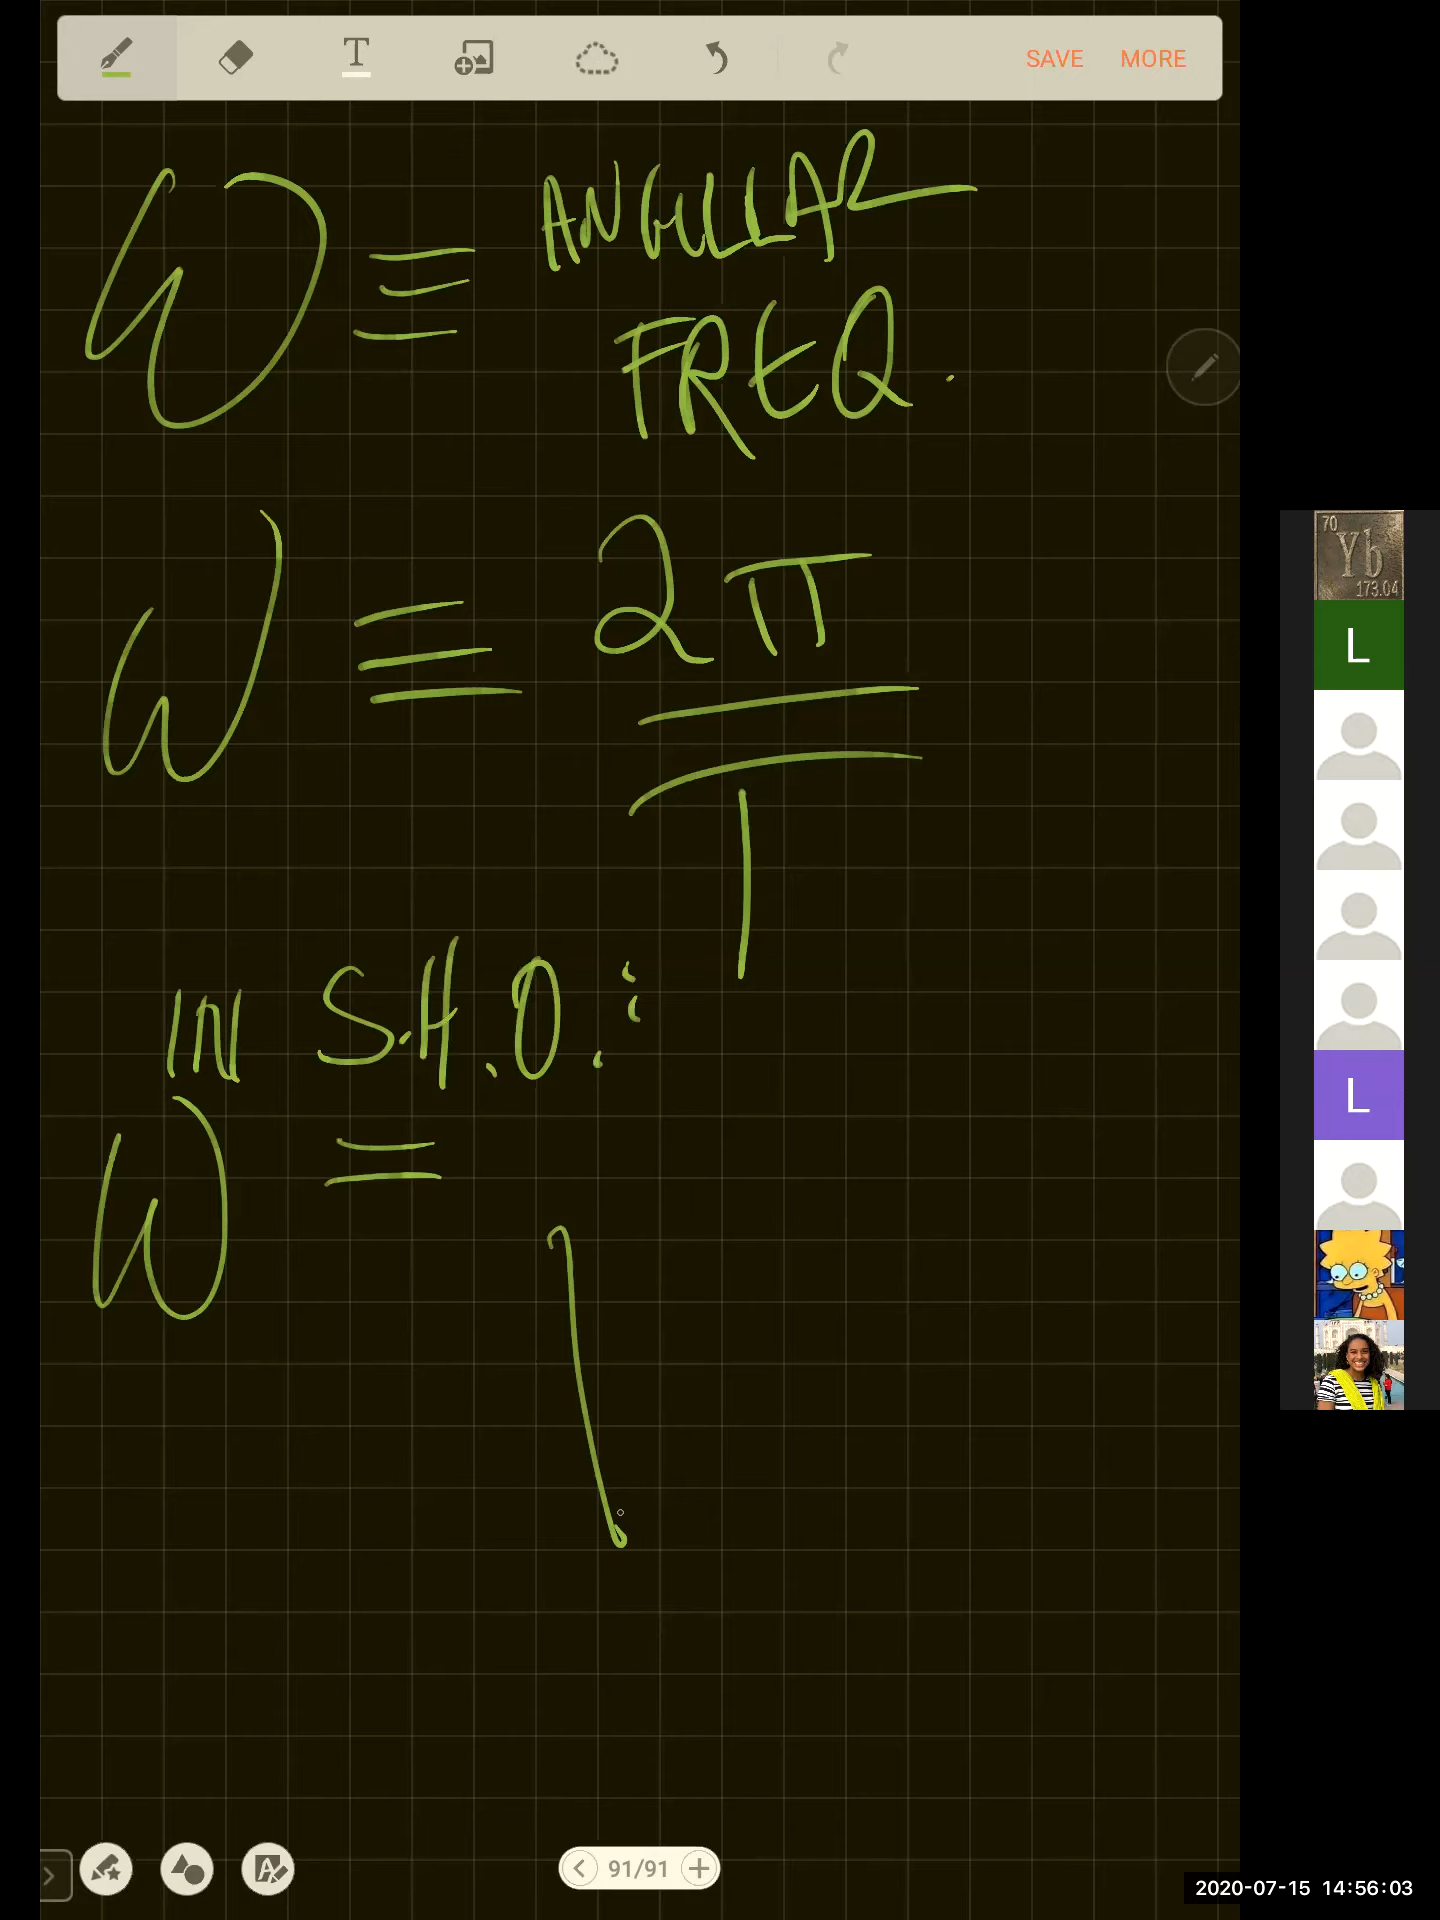 T SAVE MORE
ω ≡ ANGULAR
FREQ.
ω ≡ 2π
T
IN S.H.O.:
ω =
70
Yb
173.04
L
L
91/91
2020-07-15 14:56:03